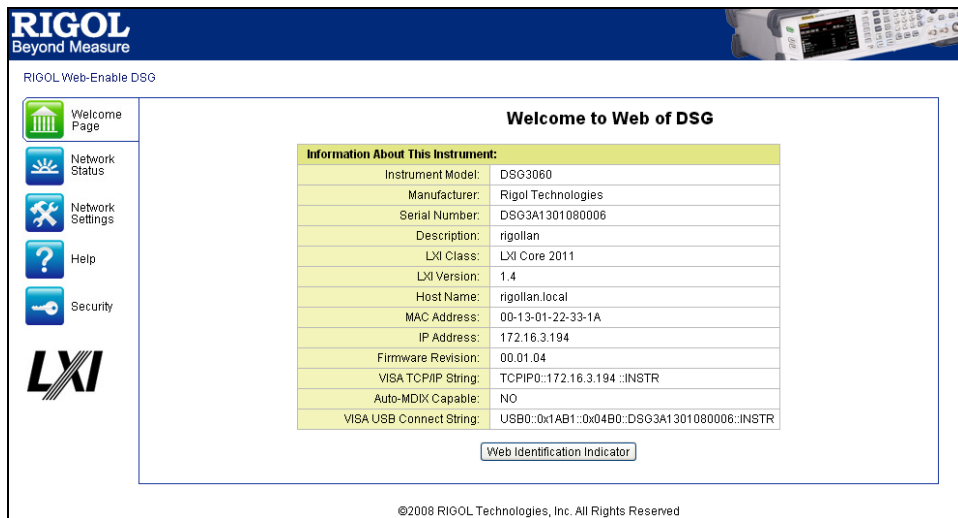 RIGOL
Beyond Measure
RIGOL Web-Enable DSG
Welcome Page
Network Status
Network Settings
Help
Security
LXI
Welcome to Web of DSG
Information About This Instrument:
Instrument Model: DSG3060
Manufacturer: Rigol Technologies
Serial Number: DSG3A1301080006
Description: rigollan
LXI Class: LXI Core 2011
LXI Version: 1.4
Host Name: rigollan.local
MAC Address: 00-13-01-22-33-1A
IP Address: 172.16.3.194
Firmware Revision: 00.01.04
VISA TCP/IP String: TCPIP0::172.16.3.194 ::INSTR
Auto-MDIX Capable: NO
VISA USB Connect String: USB0::0x1AB1::0x04B0::DSG3A1301080006::INSTR
Web Identification Indicator
©2008 RIGOL Technologies, Inc. All Rights Reserved